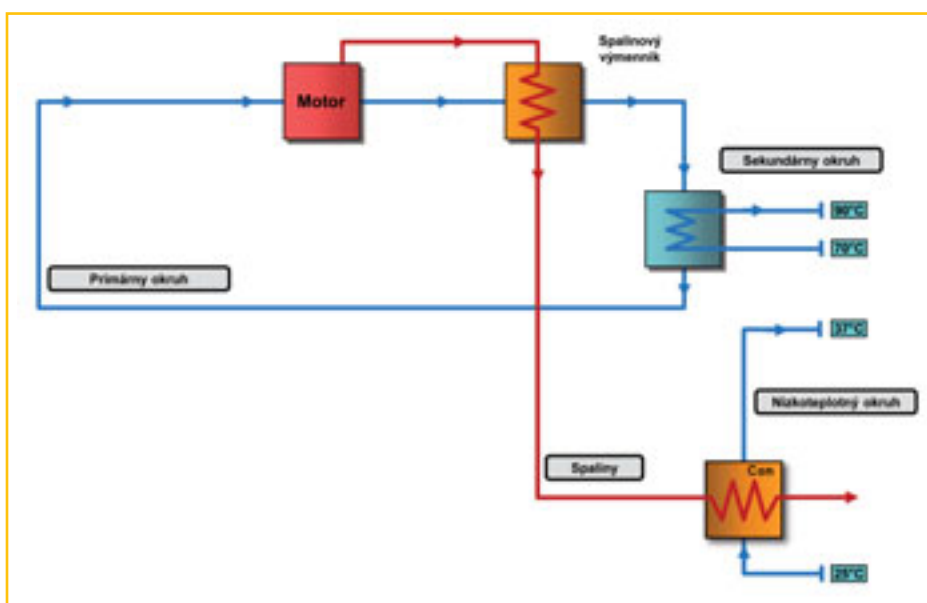 Spalinový
výmenník
Motor
Sekundárny okruh
90°C
70°C
Primárny okruh
37°C
Nízkoteplotný okruh
Con
Spaliny
25°C